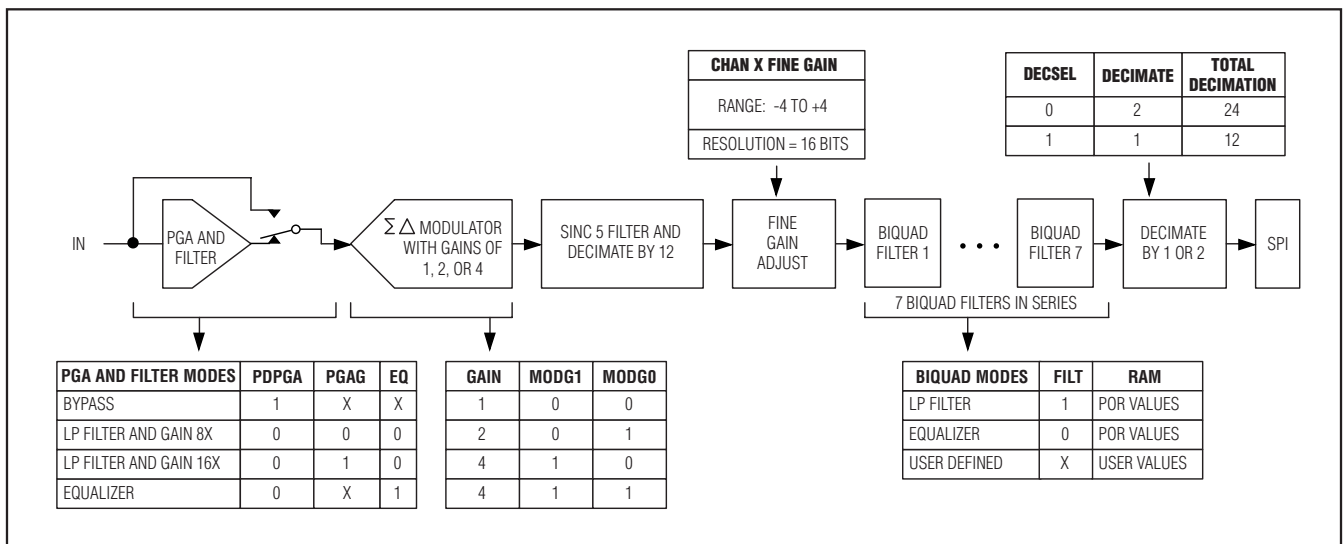 CHAN X FINE GAIN
RANGE: -4 TO +4
RESOLUTION = 16 BITS
DECSEL DECIMATE TOTAL DECIMATION
0 2 24
1 1 12
IN
PGA AND
FILTER
Σ∆ MODULATOR
WITH GAINS OF
1, 2, OR 4
SINC 5 FILTER AND
DECIMATE BY 12
FINE
GAIN
ADJUST
BIQUAD
FILTER 1
• • •
BIQUAD
FILTER 7
DECIMATE
BY 1 OR 2
SPI
7 BIQUAD FILTERS IN SERIES
PGA AND FILTER MODES PDPGA PGAG EQ
BYPASS 1 X X
LP FILTER AND GAIN 8X 0 0 0
LP FILTER AND GAIN 16X 0 1 0
EQUALIZER 0 X 1
GAIN MODG1 MODG0
1 0 0
2 0 1
4 1 0
4 1 1
BIQUAD MODES FILT RAM
LP FILTER 1 POR VALUES
EQUALIZER 0 POR VALUES
USER DEFINED X USER VALUES